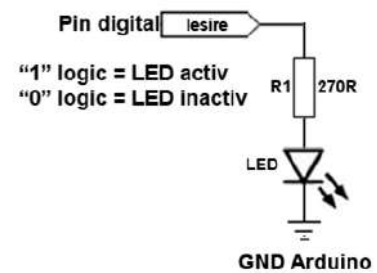 Pin digital Iesire
“1” logic = LED activ
“0” logic = LED inactiv
R1 270R
LED
GND Arduino